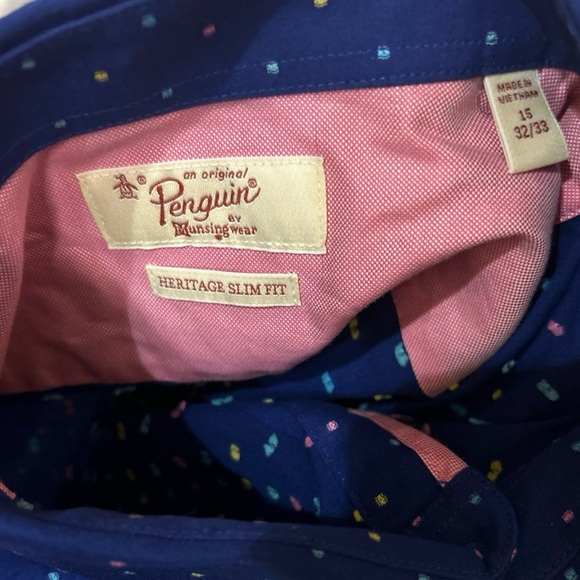 an original
Penguin®
BY
Munsingwear
HERITAGE SLIM FIT
MADE IN
VIETNAM
15
32/33